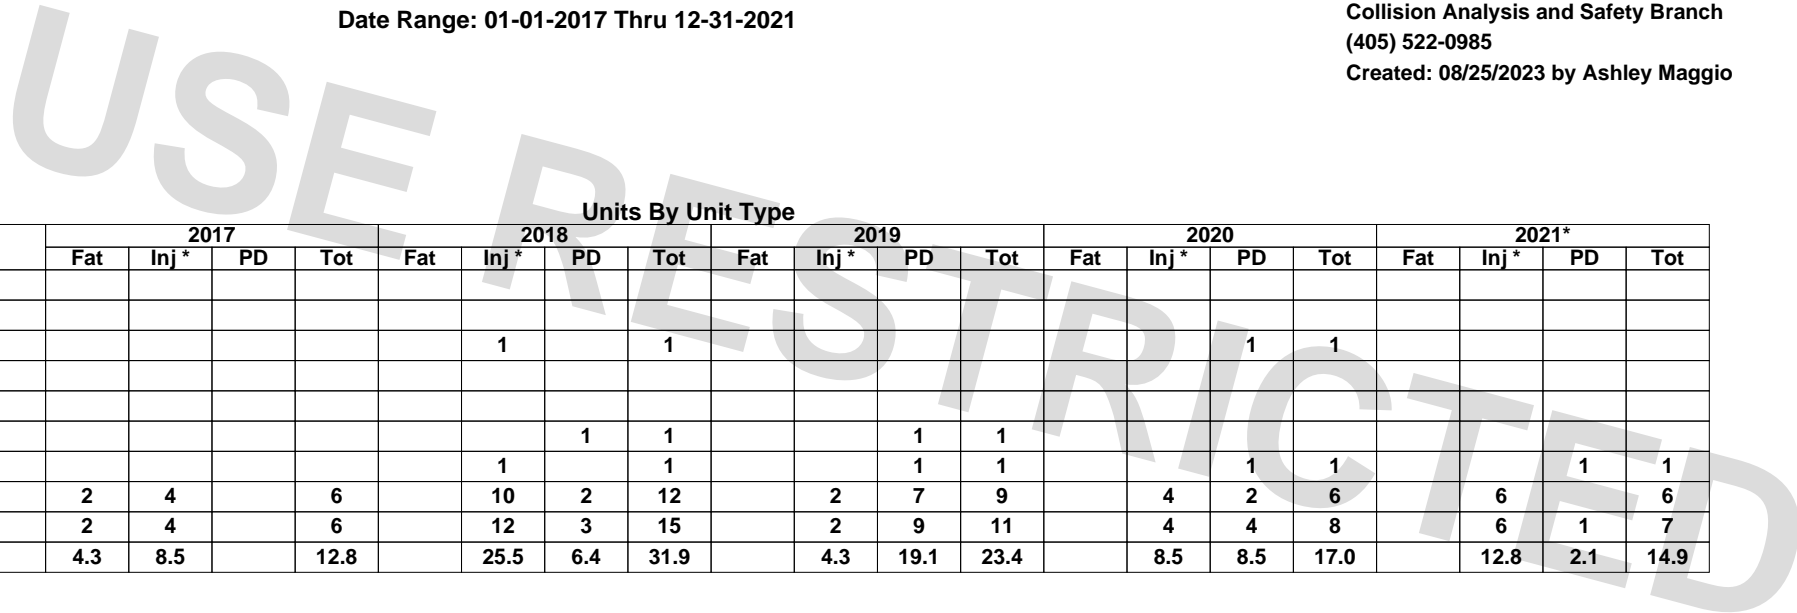 Date Range: 01-01-2017 Thru 12-31-2021
Collision Analysis and Safety Branch
(405) 522-0985
Created: 08/25/2023 by Ashley Maggio
USE RESTRICTED
Units By Unit Type
2017 2018 2019 2020 2021*
Fat Inj * PD Tot Fat Inj * PD Tot Fat Inj * PD Tot Fat Inj * PD Tot Fat Inj * PD Tot
1 1 1 1
1 1 1 1
1 1 1 1 1 1 1 1
2 4 6 10 2 12 2 7 9 4 2 6 6 6
2 4 6 12 3 15 2 9 11 4 4 8 6 1 7
4.3 8.5 12.8 25.5 6.4 31.9 4.3 19.1 23.4 8.5 8.5 17.0 12.8 2.1 14.9